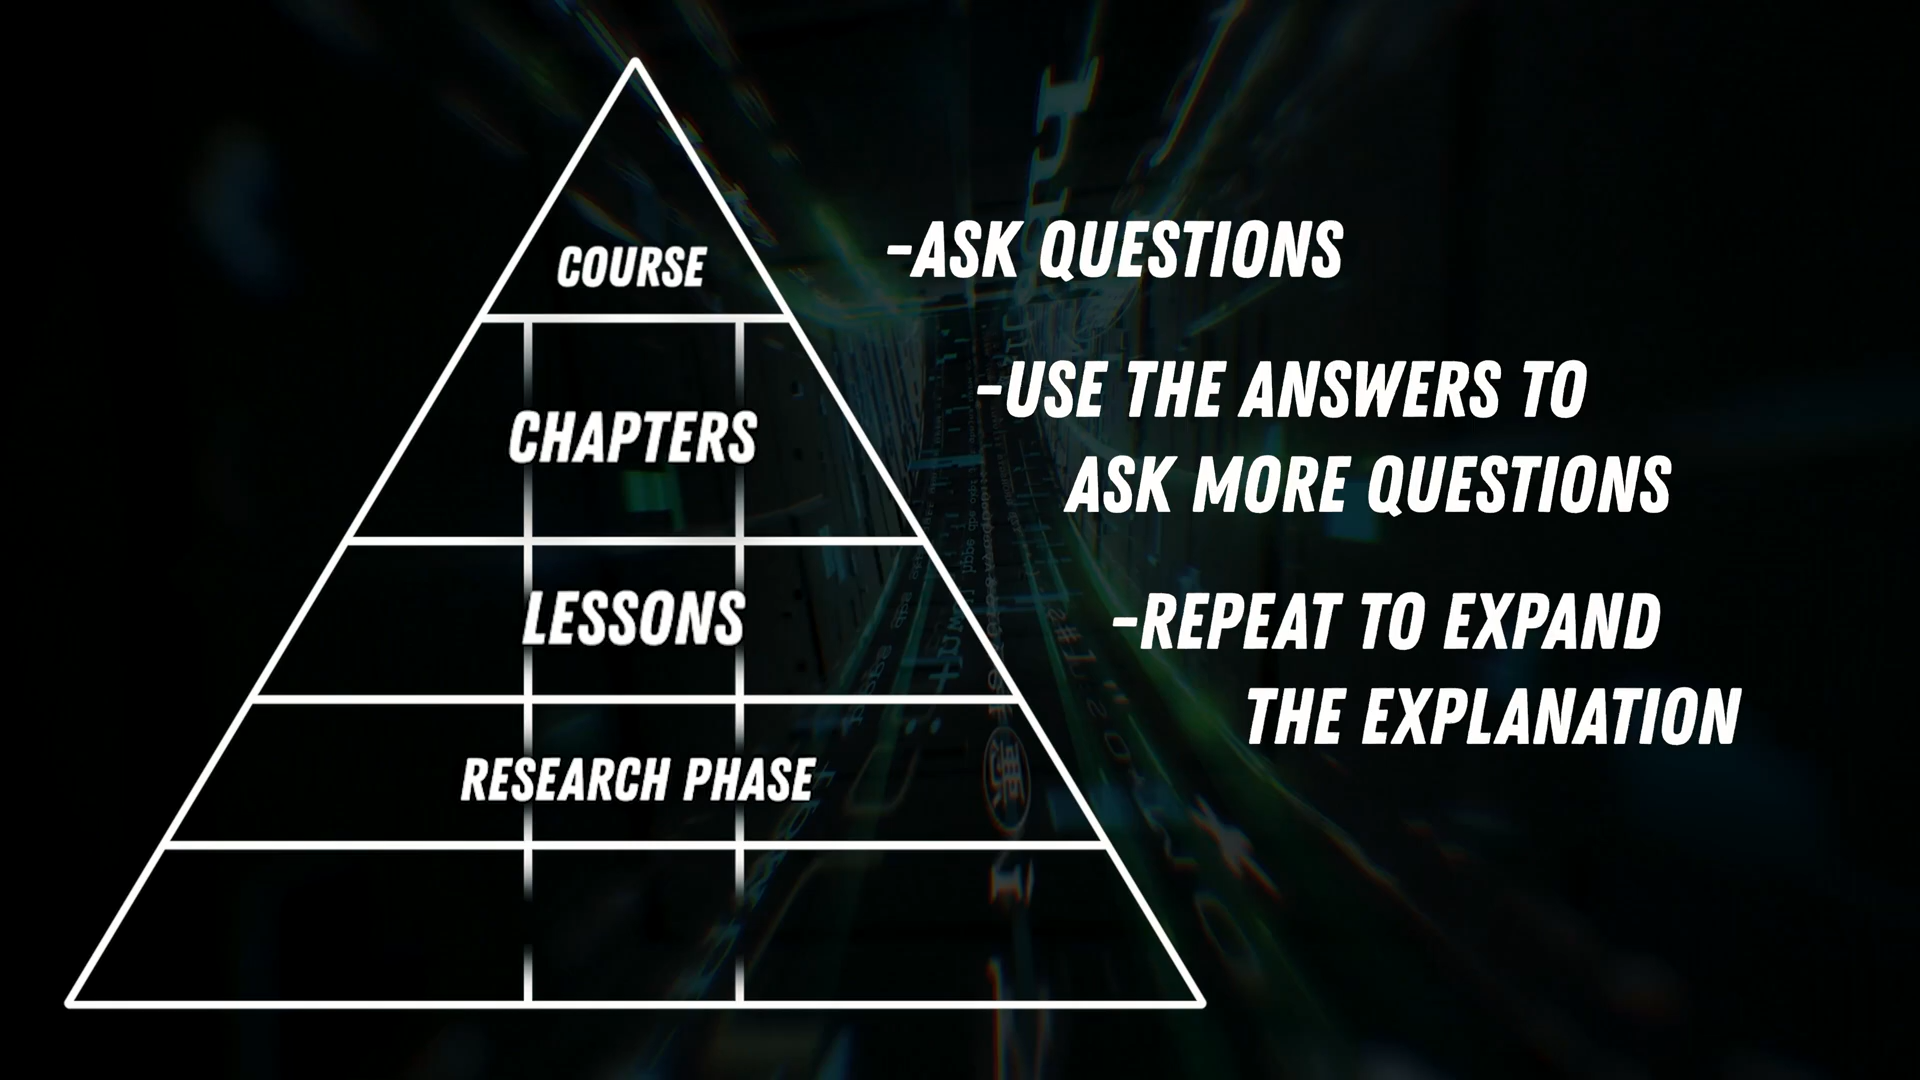 COURSE
CHAPTERS
LESSONS
RESEARCH PHASE
-ASK QUESTIONS
-USE THE ANSWERS TO
ASK MORE QUESTIONS
-REPEAT TO EXPAND
THE EXPLANATION